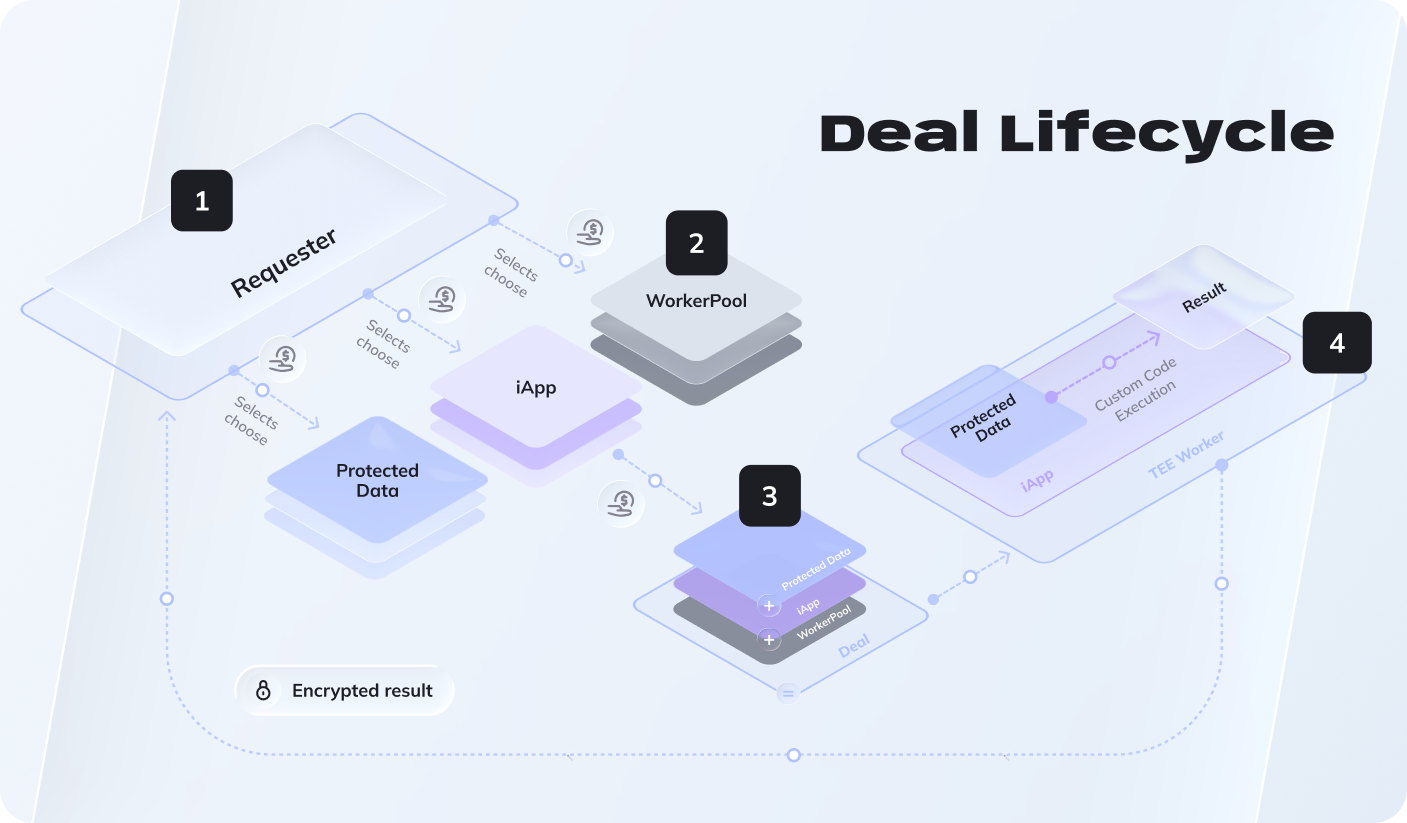 Deal Lifecycle
1
Requester
Selects
choose
Selects
choose
Selects
choose
2
WorkerPool
iApp
Protected
Data
3
Protected Data
+
iApp
+
WorkerPool
Deal
=
4
Result
Protected
Data
Custom Code
Execution
iApp
TEE Worker
Encrypted result